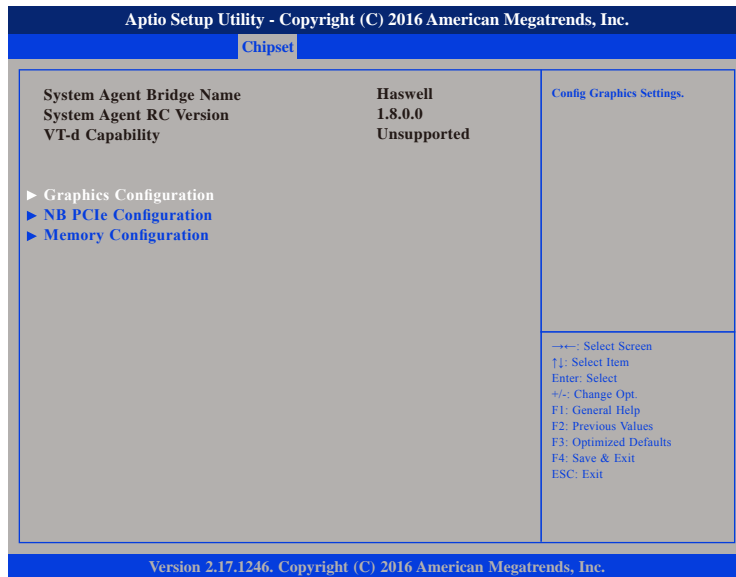 Aptio Setup Utility - Copyright (C) 2016 American Megatrends, Inc.
Chipset
System Agent Bridge Name Haswell
System Agent RC Version 1.8.0.0
VT-d Capability Unsupported
► Graphics Configuration
► NB PCIe Configuration
► Memory Configuration
Config Graphics Settings.
→←: Select Screen
↑↓: Select Item
Enter: Select
+/-: Change Opt.
F1: General Help
F2: Previous Values
F3: Optimized Defaults
F4: Save & Exit
ESC: Exit
Version 2.17.1246. Copyright (C) 2016 American Megatrends, Inc.